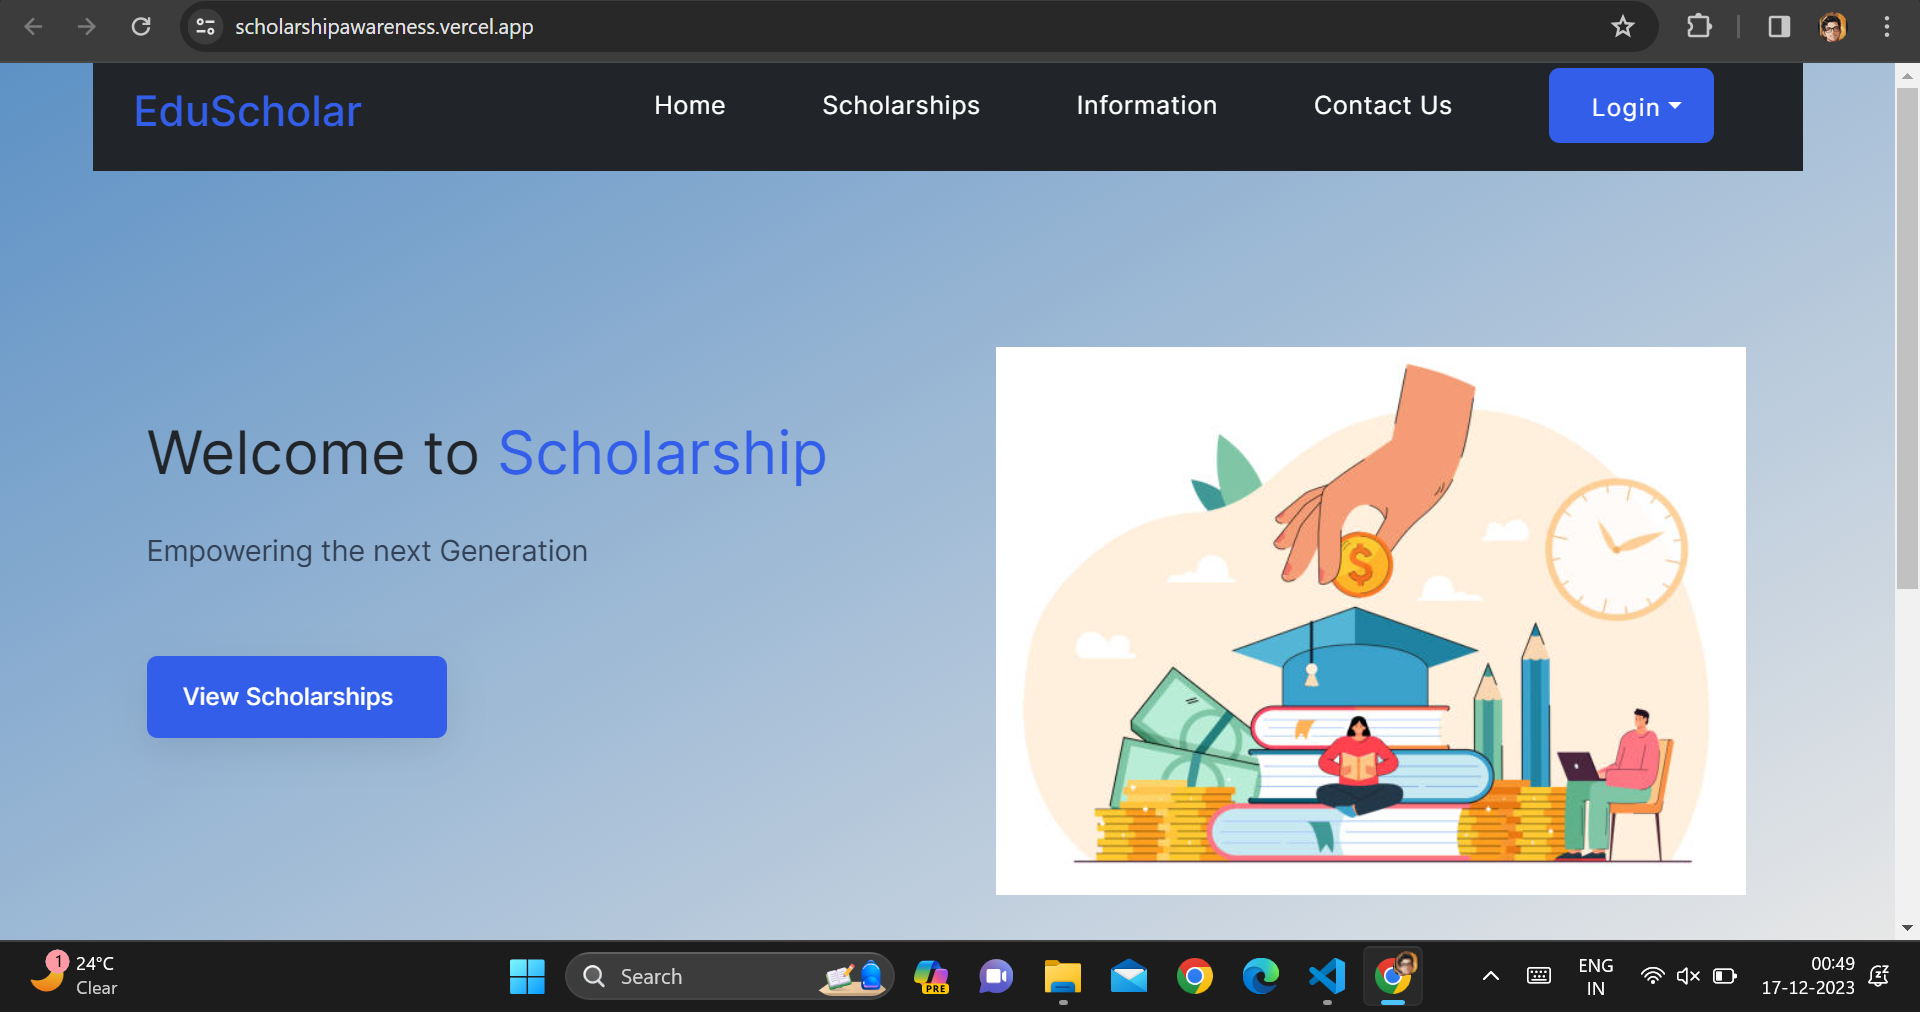 scholarshipawareness.vercel.app
EduScholar
Home
Scholarships
Information
Contact Us
Login
Welcome to Scholarship
Empowering the next Generation
View Scholarships
$
1
24°C
Clear
Search
PRE
ENG
IN
00:49
17-12-2023